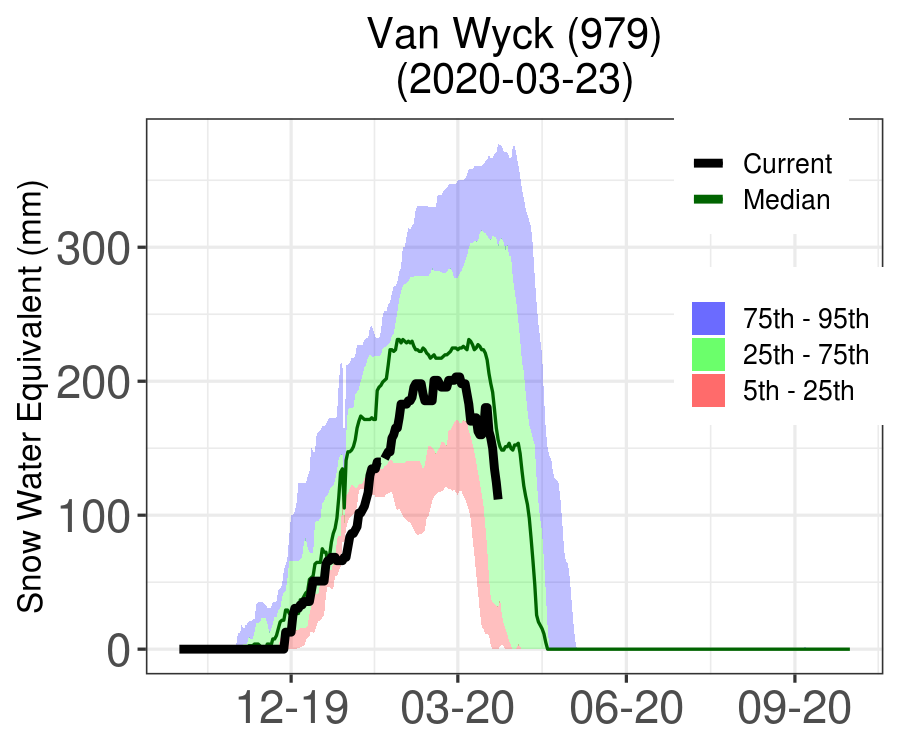 Van Wyck (979)
(2020-03-23)
Snow Water Equivalent (mm)
300
200
100
0
12-19
03-20
06-20
09-20
Current
Median
75th - 95th
25th - 75th
5th - 25th